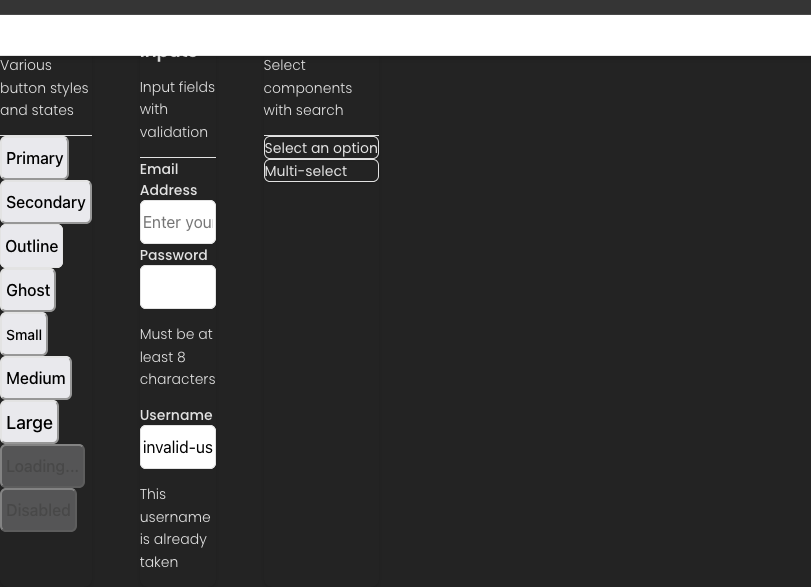 Various
button styles
and states
Primary
Secondary
Outline
Ghost
Small
Medium
Large
Loading...
Disabled
Input fields
with
validation
Email
Address
Enter you
Password
Must be at
least 8
characters
Username
invalid-us
This
username
is already
taken
Select
components
with search
Select an option
Multi-select